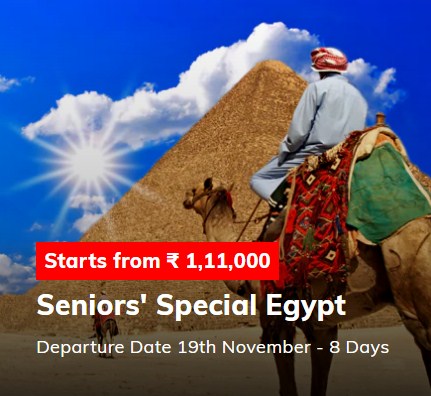 Starts from ₹ 1,11,000
Seniors' Special Egypt
Departure Date 19th November - 8 Days